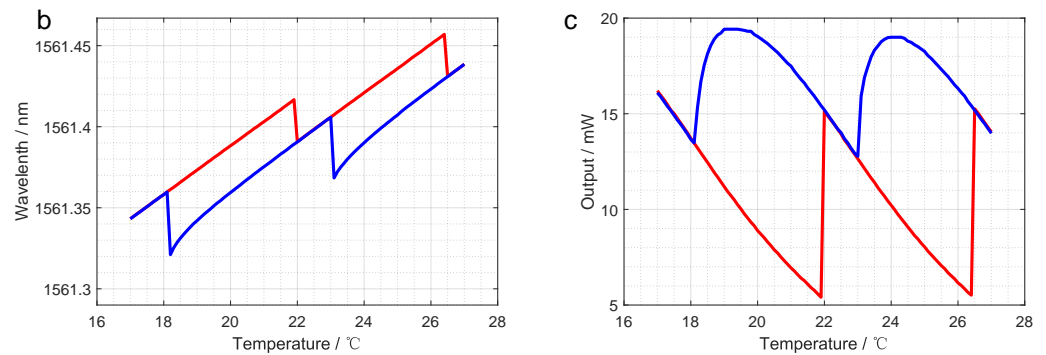 b
Wavelenth / nm
1561.45
1561.4
1561.35
1561.3
16 18 20 22 24 26 28
Temperature / ℃
c
Output / mW
20
15
10
5
16 18 20 22 24 26 28
Temperature / ℃